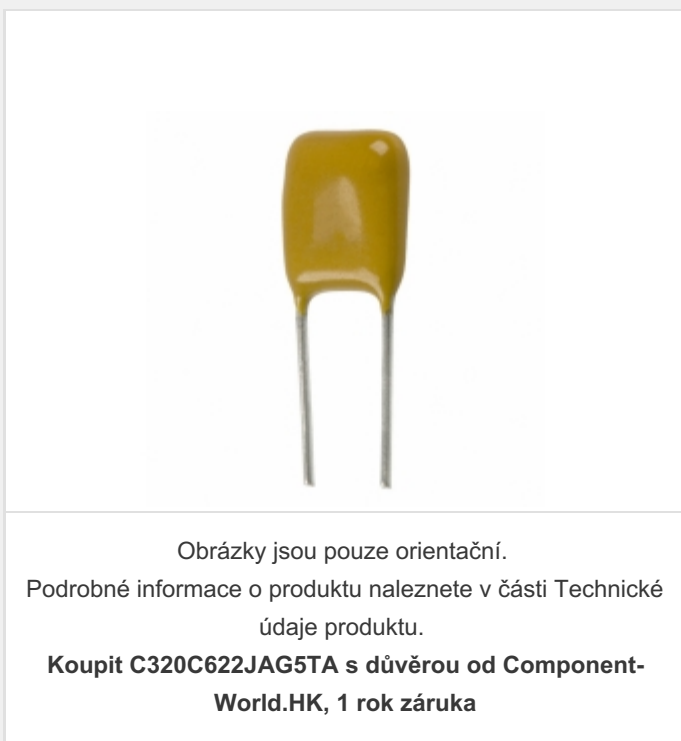 Obrázky jsou pouze orientační.
Podrobné informace o produktu naleznete v části Technické
údaje produktu.
Koupit C320C622JAG5TA s důvěrou od Component-
World.HK, 1 rok záruka